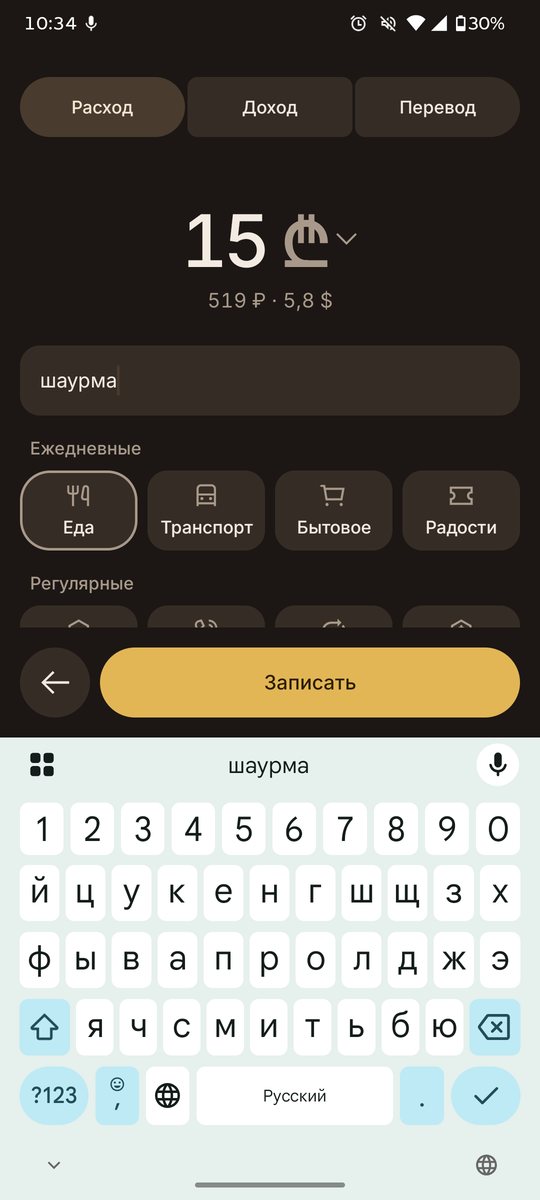 10:34 30%
Расход Доход Перевод
15 ₾
519 ₽ · 5,8 $
шаурма
Ежедневные
Еда Транспорт Бытовое Радости
Регулярные
Записать
шаурма
1 2 3 4 5 6 7 8 9 0
й ц у к е н г ш щ з х
ф ы в а п р о л д ж э
я ч с м и т ь б ю
?123 , Русский .